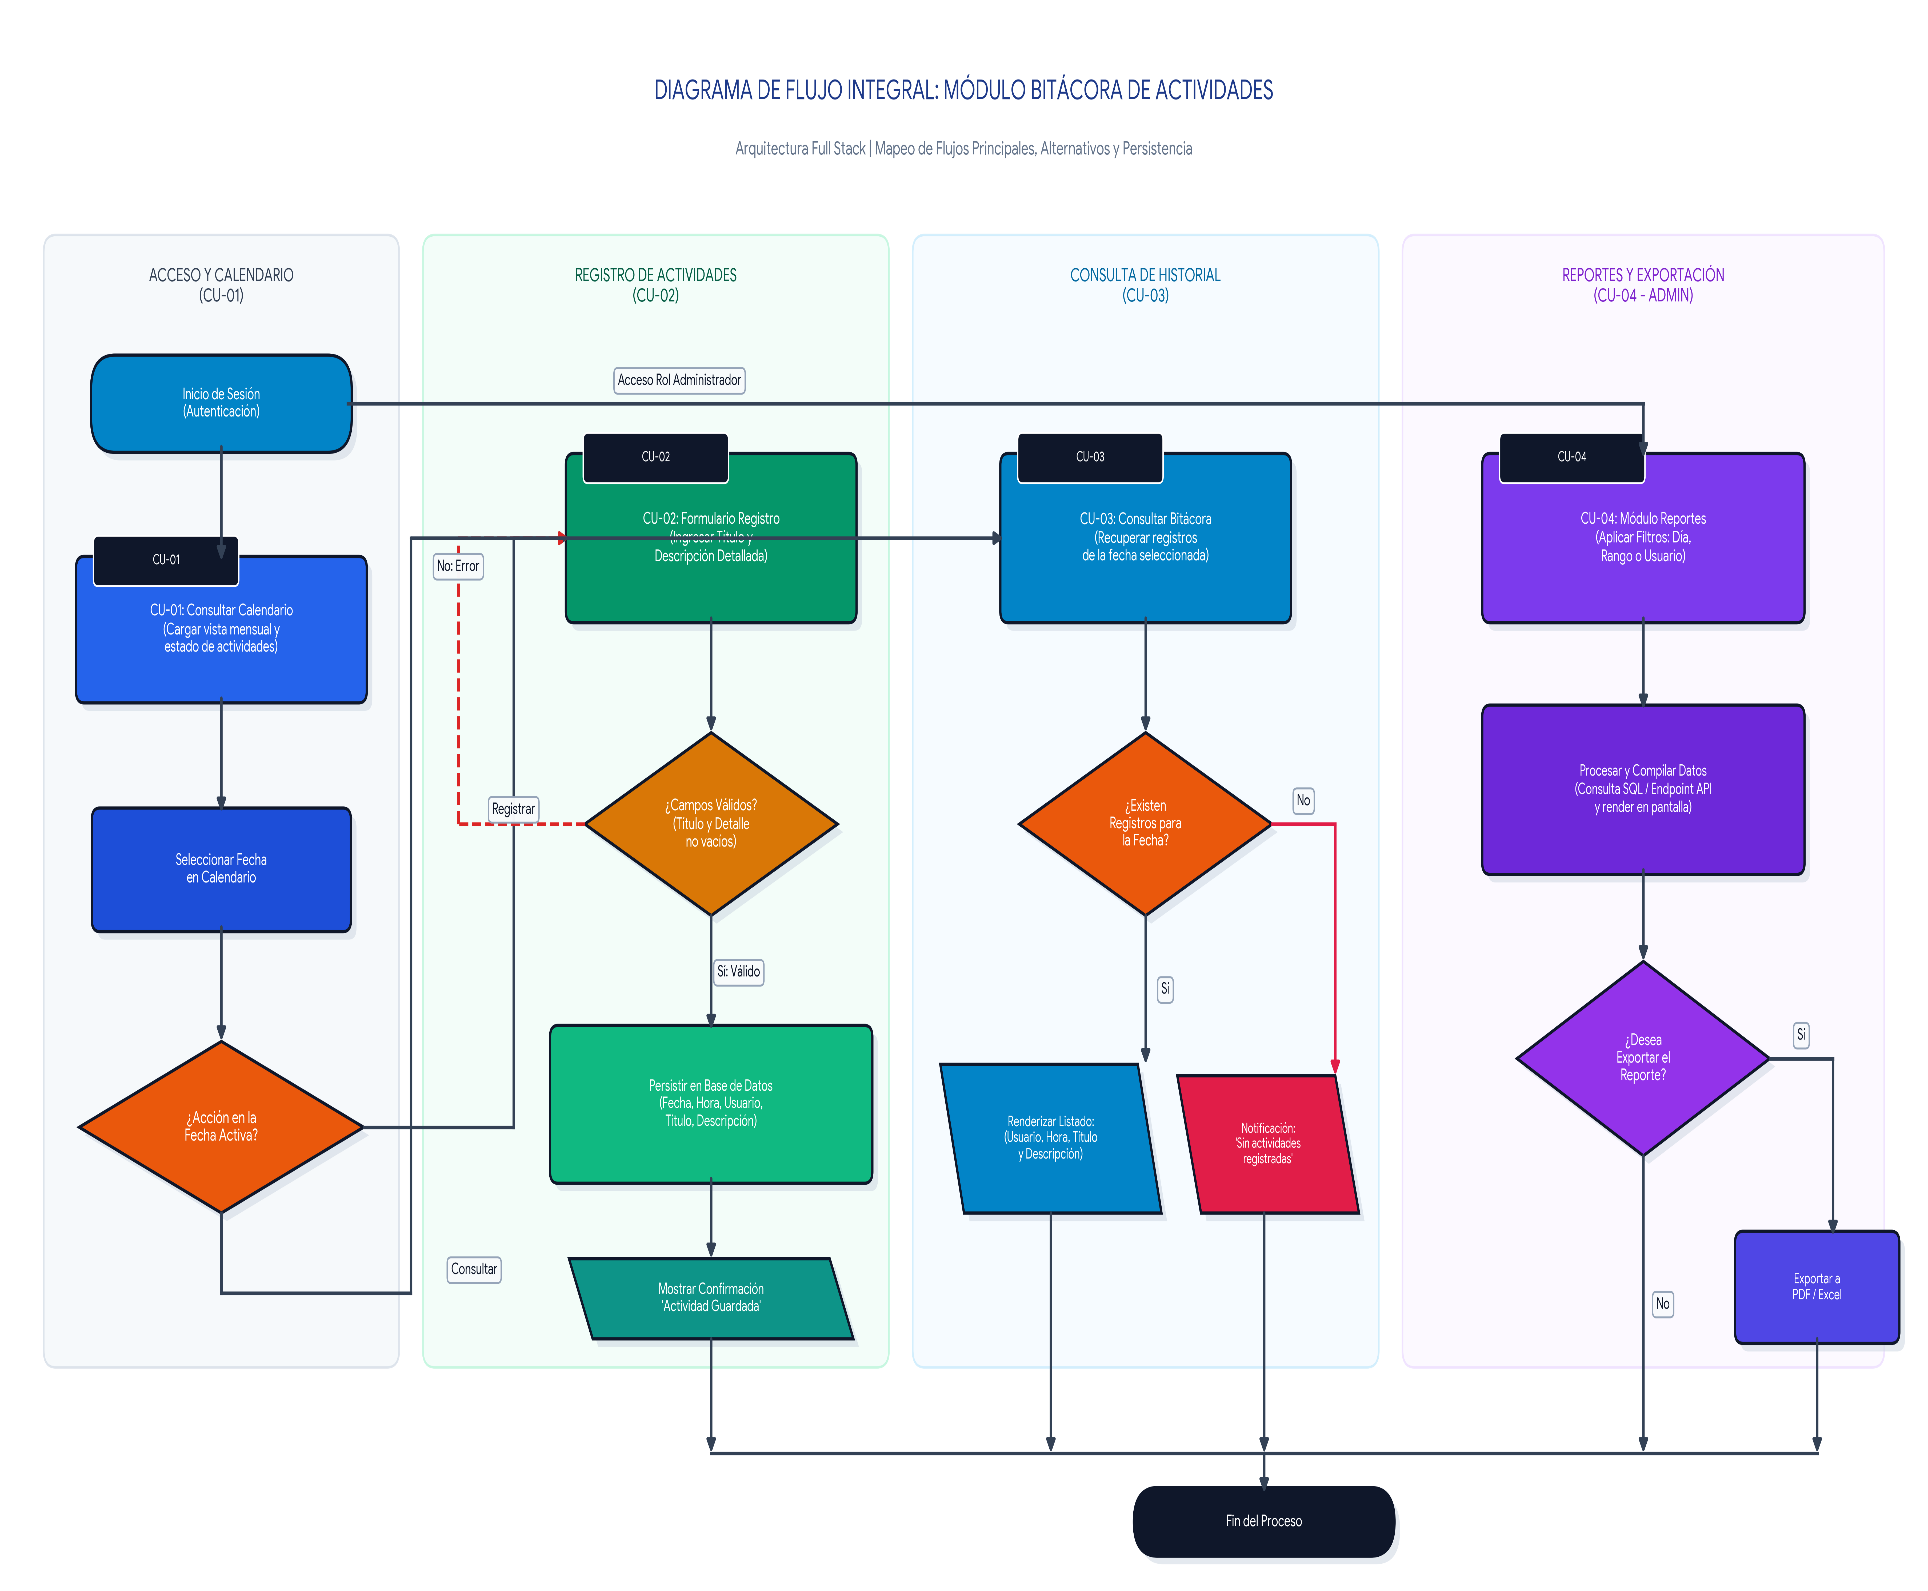 DIAGRAMA DE FLUJO INTEGRAL: MÓDULO BITÁCORA DE ACTIVIDADES
Arquitectura Full Stack | Mapeo de Flujos Principales, Alternativos y Persistencia
ACCESO Y CALENDARIO
(CU-01)
Inicio de Sesión
(Autenticación)
CU-01
CU-01: Consultar Calendario
(Cargar vista mensual y
estado de actividades)
Seleccionar Fecha
en Calendario
¿Acción en la
Fecha Activa?
REGISTRO DE ACTIVIDADES
(CU-02)
Acceso Rol Administrador
CU-02
CU-02: Formulario Registro
(Ingresar Título y
Descripción Detallada)
No: Error
Registrar
¿Campos Válidos?
(Título y Detalle
no vacíos)
Sí: Válido
Persistir en Base de Datos
(Fecha, Hora, Usuario,
Título, Descripción)
Consultar
Mostrar Confirmación
'Actividad Guardada'
CONSULTA DE HISTORIAL
(CU-03)
CU-03
CU-03: Consultar Bitácora
(Recuperar registros
de la fecha seleccionada)
¿Existen
Registros para
la Fecha?
No
Sí
Renderizar Listado:
(Usuario, Hora, Título
y Descripción)
Notificación:
'Sin actividades
registradas'
REPORTES Y EXPORTACIÓN
(CU-04 - ADMIN)
CU-04
CU-04: Módulo Reportes
(Aplicar Filtros: Día,
Rango o Usuario)
Procesar y Compilar Datos
(Consulta SQL / Endpoint API
y render en pantalla)
¿Desea
Exportar el
Reporte?
Sí
No
Exportar a
PDF / Excel
Fin del Proceso